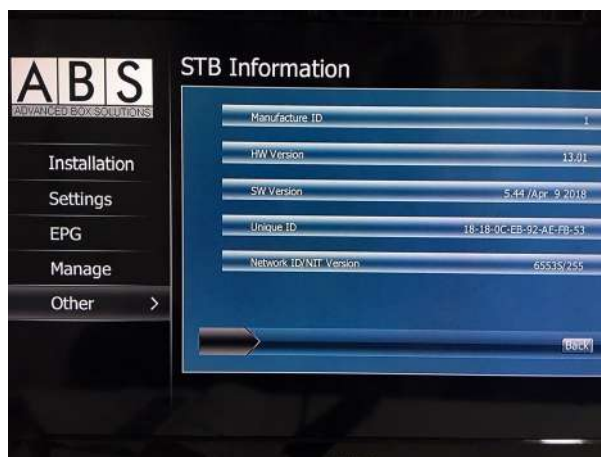 ABS
ADVANCED BOX SOLUTIONS
STB Information
Installation
Settings
EPG
Manage
Other >
Manufacture ID 1
HW Version 13.01
SW Version 5.44 /Apr 9 2018
Unique ID 18-18-0C-EB-92-AE-FB-53
Network ID/NIT Version 65535/255
Back